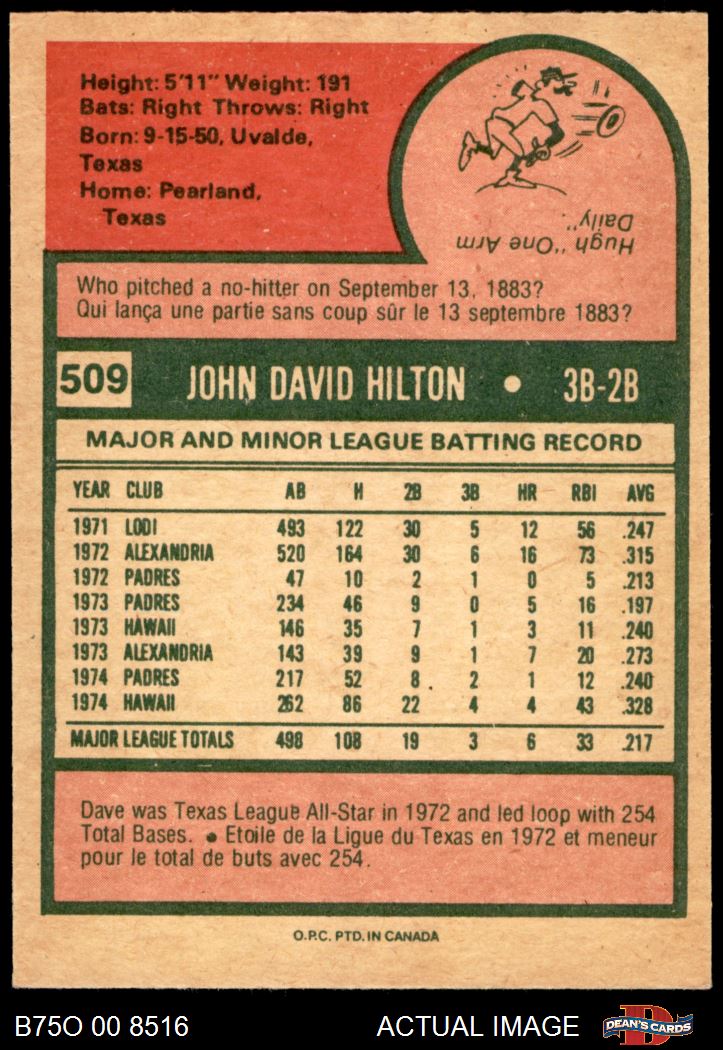 Height: 5'11" Weight: 191
Bats: Right Throws: Right
Born: 9-15-50, Uvalde,
Texas
Home: Pearland,
Texas
Hugh "One Arm
Daily".
Who pitched a no-hitter on September 13, 1883?
Qui lança une partie sans coup sûr le 13 septembre 1883?
509 JOHN DAVID HILTON • 3B-2B
MAJOR AND MINOR LEAGUE BATTING RECORD
YEAR CLUB AB H 2B 3B HR RBI AVG
1971 LODI 493 122 30 5 12 56 .247
1972 ALEXANDRIA 520 164 30 6 16 73 .315
1972 PADRES 47 10 2 1 0 5 .213
1973 PADRES 234 46 9 0 5 16 .197
1973 HAWAII 146 35 7 1 3 11 .240
1973 ALEXANDRIA 143 39 9 1 7 20 .273
1974 PADRES 217 52 8 2 1 12 .240
1974 HAWAII 262 86 22 4 4 43 .328
MAJOR LEAGUE TOTALS 498 108 19 3 6 33 .217
Dave was Texas League All-Star in 1972 and led loop with 254
Total Bases. • Etoile de la Ligue du Texas en 1972 et meneur
pour le total de buts avec 254.
O.P.C. PTD. IN CANADA
B75O 00 8516 ACTUAL IMAGE D DEAN'S CARDS